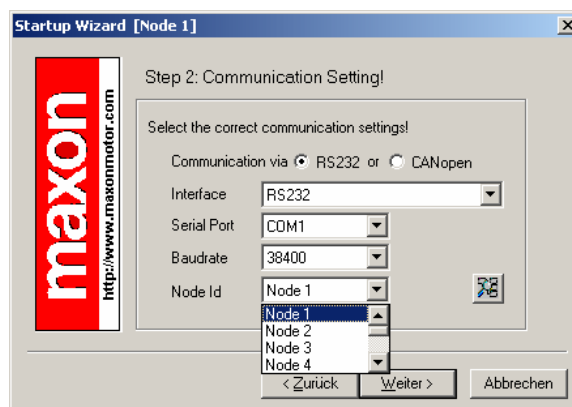 Startup Wizard [Node 1]
maxon
http://www.maxonmotor.com
Step 2: Communication Setting!
Select the correct communication settings!
Communication via RS232 or CANopen
Interface RS232
Serial Port COM1
Baudrate 38400
Node Id Node 1
Node 1
Node 2
Node 3
Node 4
< Zurück Weiter > Abbrechen